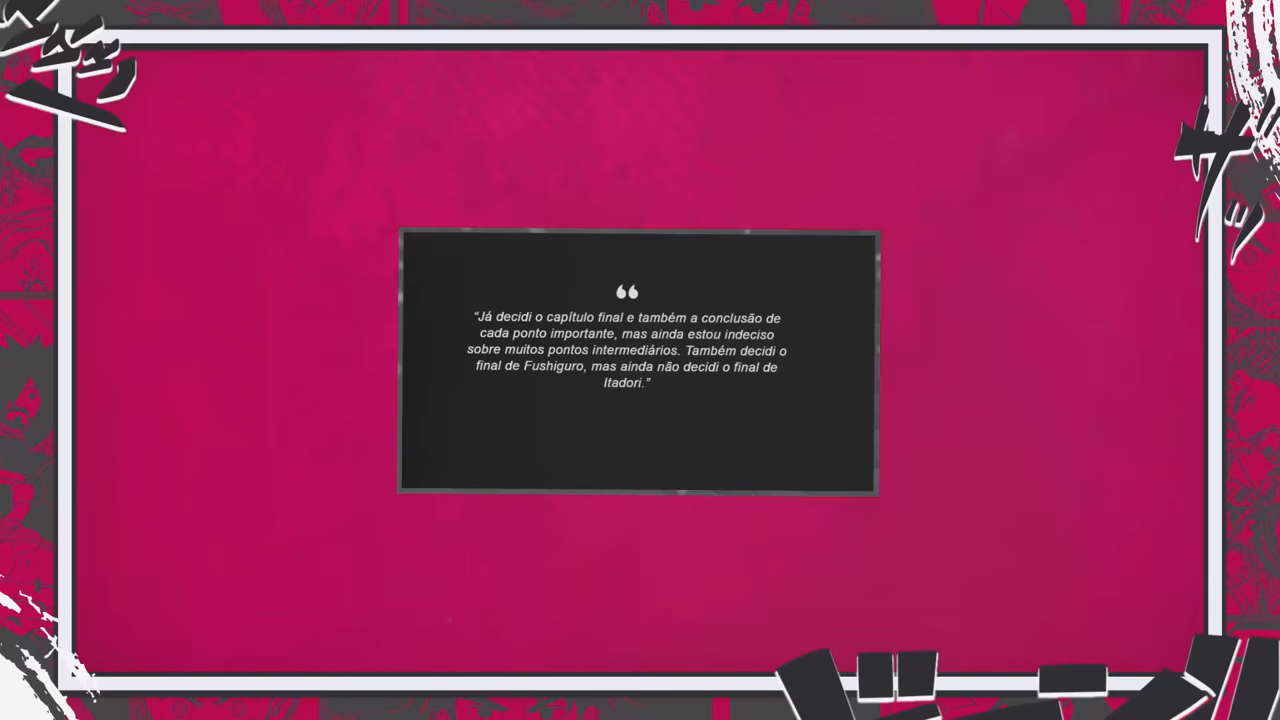 “Já decidi o capítulo final e também a conclusão de
cada ponto importante, mas ainda estou indeciso
sobre muitos pontos intermediários. Também decidi o
final de Fushiguro, mas ainda não decidi o final de
Itadori.”